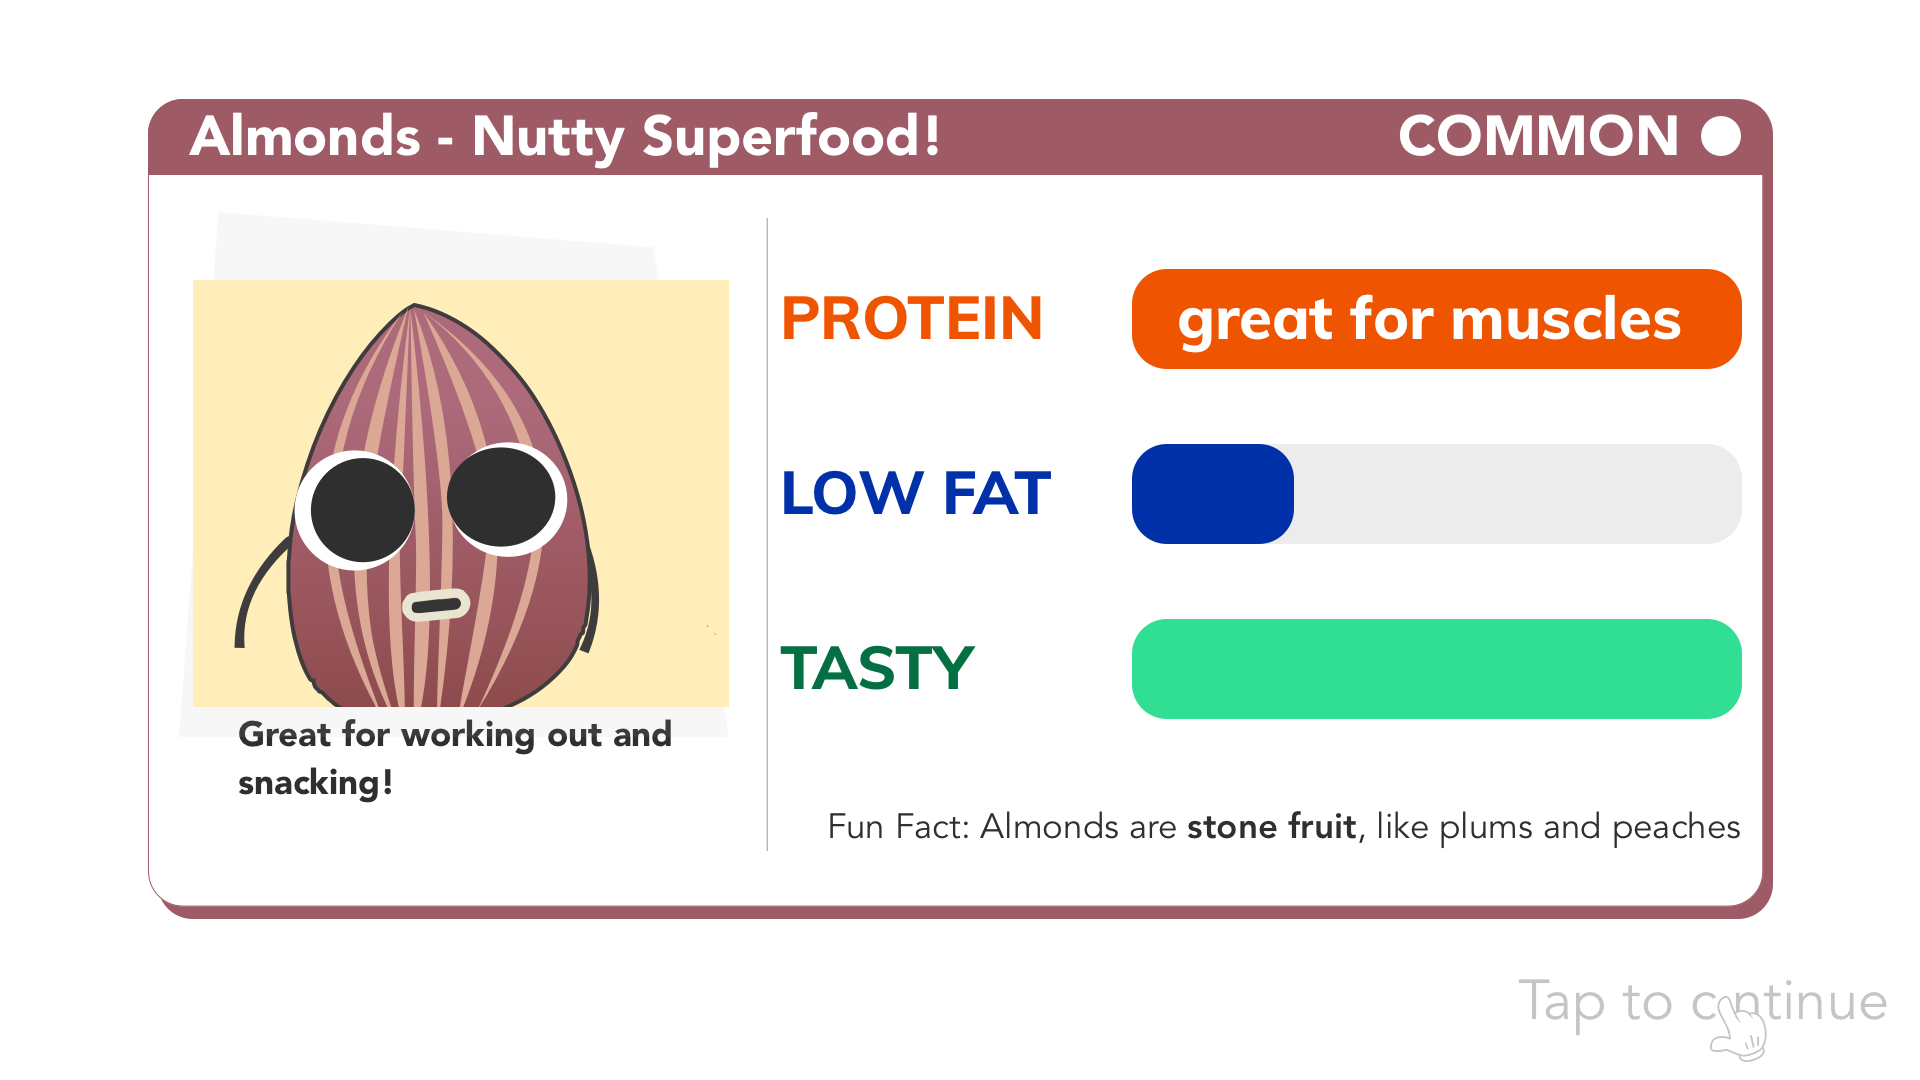 Almonds - Nutty Superfood!
COMMON
Great for working out and
snacking!
PROTEIN
great for muscles
LOW FAT
TASTY
Fun Fact: Almonds are stone fruit, like plums and peaches
Tap to continue